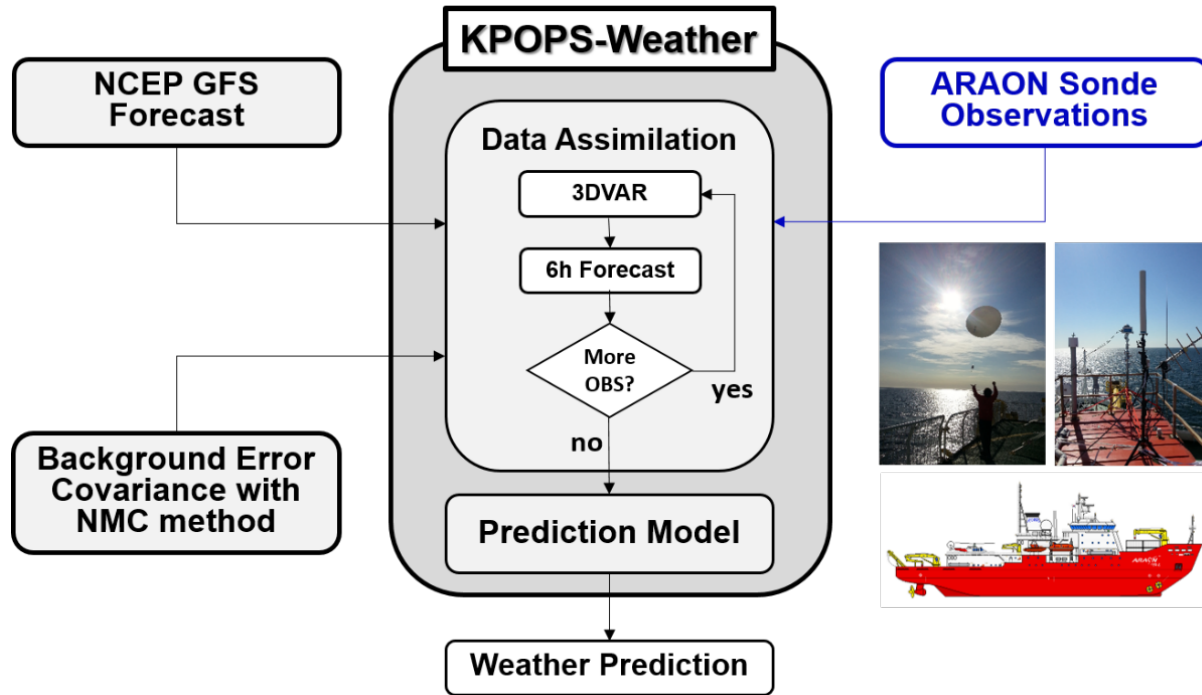 KPOPS-Weather
NCEP GFS
Forecast
ARAON Sonde
Observations
Data Assimilation
3DVAR
6h Forecast
More
OBS?
yes
no
Background Error
Covariance with
NMC method
Prediction Model
Weather Prediction
ARAON